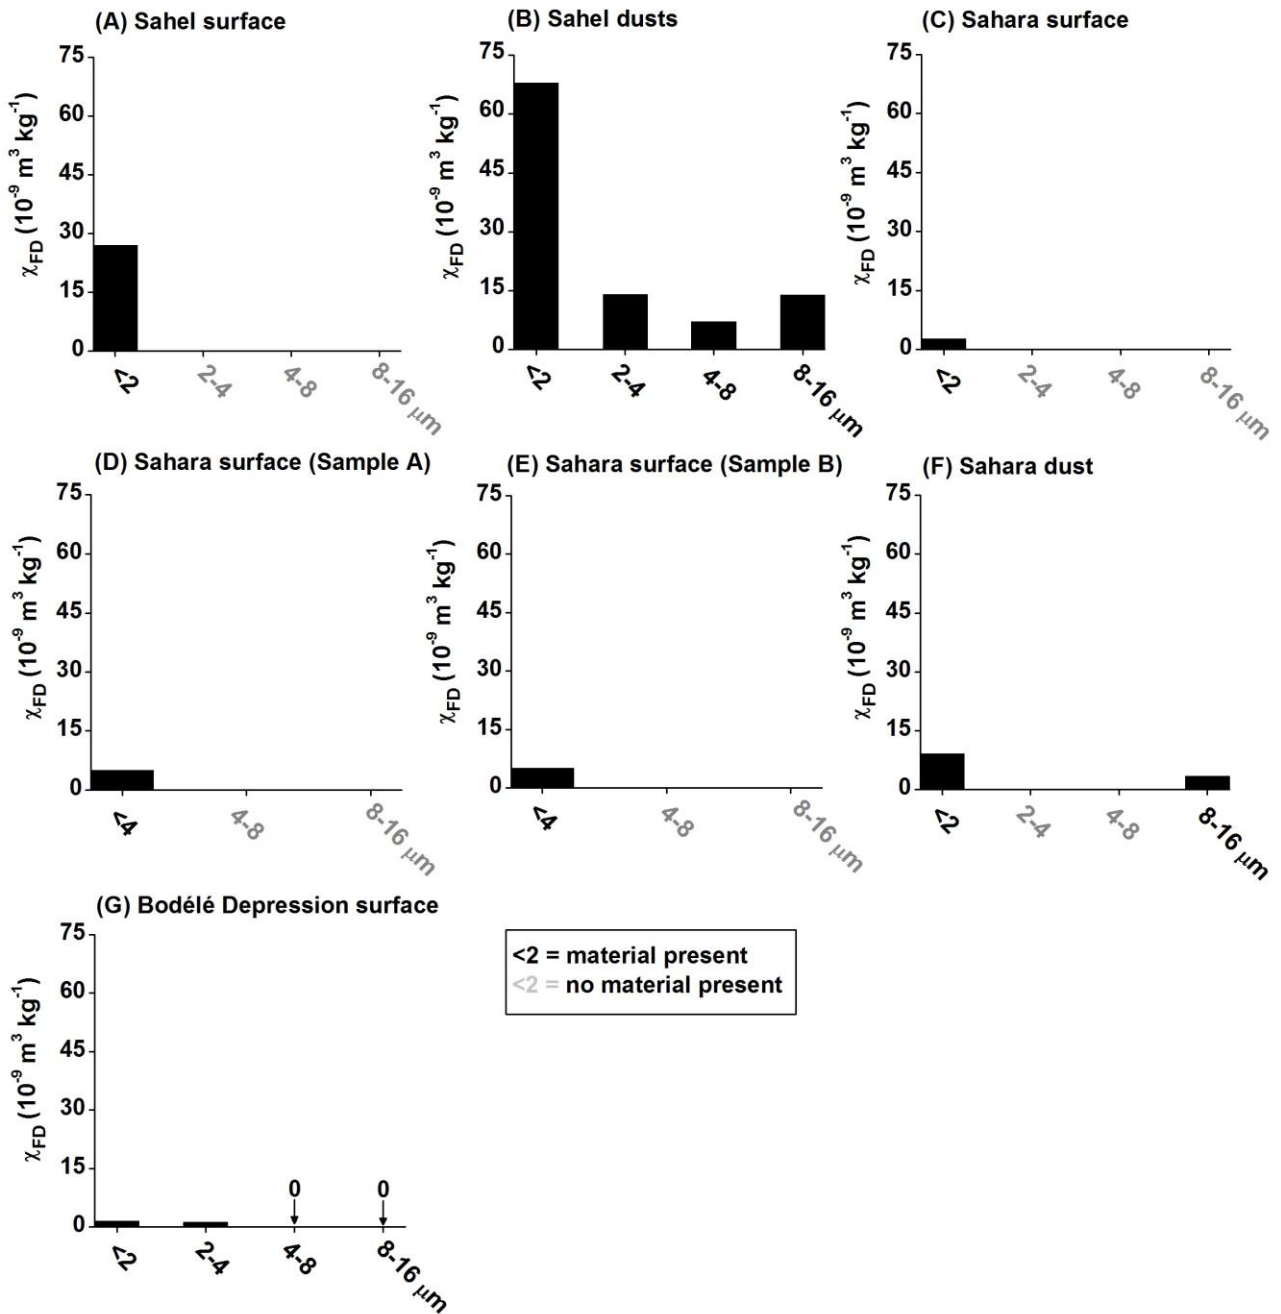 (A) Sahel surface
75
60
45
30
15
0
χFD (10-9 m3 kg-1)
<2
2-4
4-8
8-16 μm
(B) Sahel dusts
75
60
45
30
15
0
χFD (10-9 m3 kg-1)
<2
2-4
4-8
8-16 μm
(C) Sahara surface
75
60
45
30
15
0
χFD (10-9 m3 kg-1)
<2
2-4
4-8
8-16 μm
(D) Sahara surface (Sample A)
75
60
45
30
15
0
χFD (10-9 m3 kg-1)
<4
4-8
8-16 μm
(E) Sahara surface (Sample B)
75
60
45
30
15
0
χFD (10-9 m3 kg-1)
<4
4-8
8-16 μm
(F) Sahara dust
75
60
45
30
15
0
χFD (10-9 m3 kg-1)
<2
2-4
4-8
8-16 μm
(G) Bodélé Depression surface
75
60
45
30
15
0
χFD (10-9 m3 kg-1)
0
0
<2
2-4
4-8
8-16 μm
<2 = material present
<2 = no material present